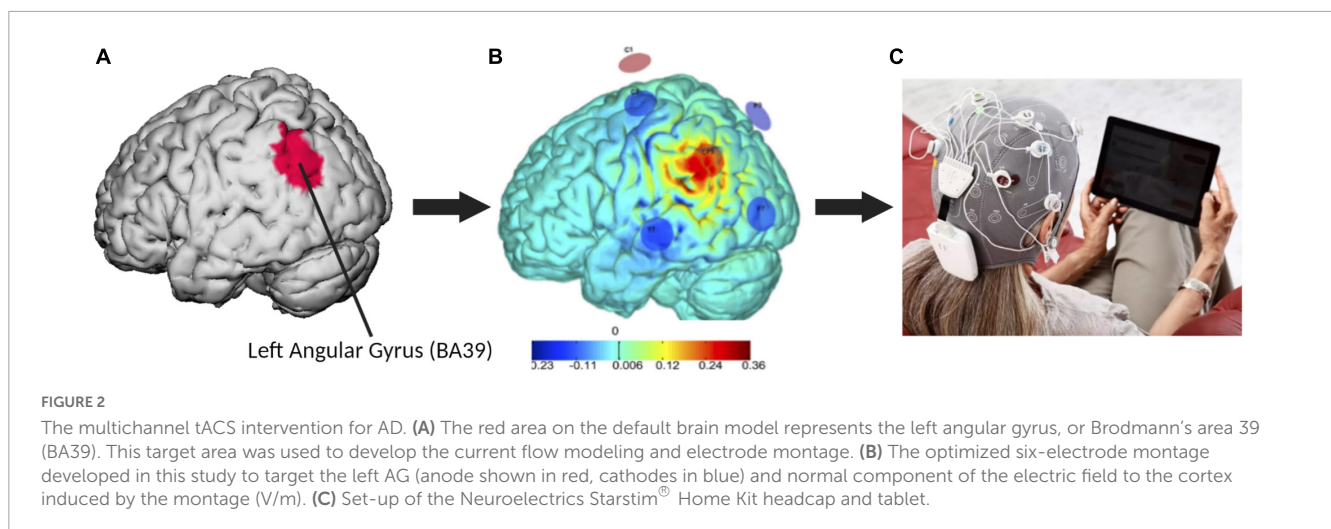 A
B
C
C1
Left Angular Gyrus (BA39)
0
0.23 -0.11 0.006 0.12 0.24 0.36
FIGURE 2
The multichannel tACS intervention for AD. (A) The red area on the default brain model represents the left angular gyrus, or Brodmann’s area 39
(BA39). This target area was used to develop the current flow modeling and electrode montage. (B) The optimized six-electrode montage
developed in this study to target the left AG (anode shown in red, cathodes in blue) and normal component of the electric field to the cortex
induced by the montage (V/m). (C) Set-up of the Neuroelectrics Starstim® Home Kit headcap and tablet.